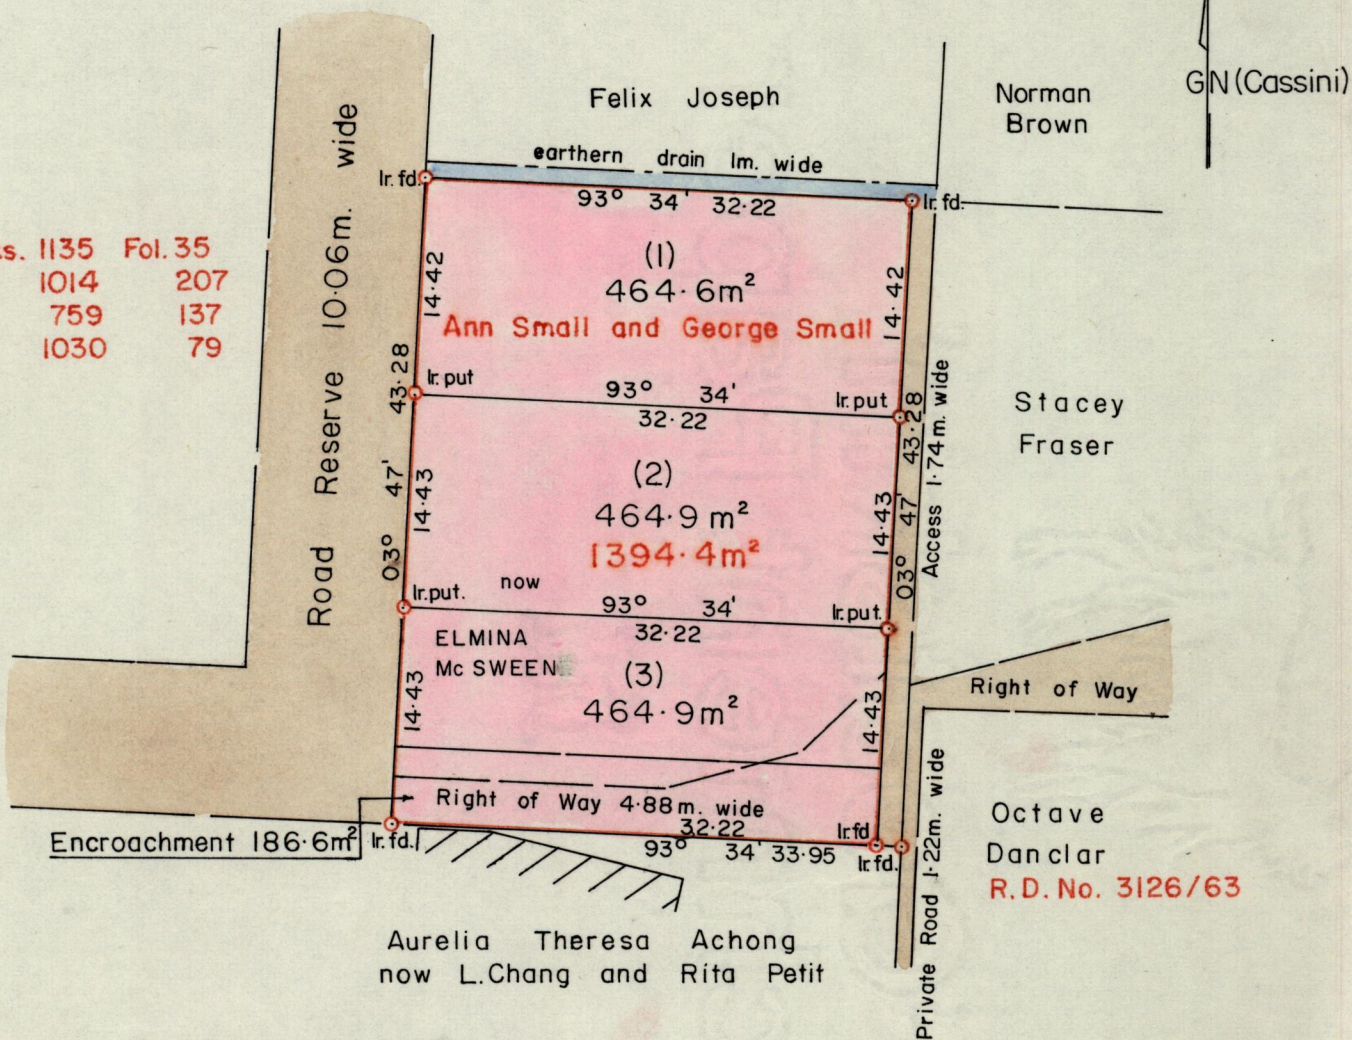 GN (Cassini)
Felix Joseph
Norman
Brown
earthern drain 1m. wide
Ir. fd.
93° 34' 32·22
Ir. fd.
Road Reserve 10·06m. wide
1135 Fol. 35
1014 207
759 137
1030 79
14·42
(1)
464·6m²
14·42
Ann Small and George Small
43·28
Ir. put
93° 34'
Ir. put
32·22
43·28
Access 1·74m. wide
Stacey
Fraser
03° 47'
14·43
(2)
464·9 m²
1394·4m²
14·43
03° 47'
Ir. put.
now
93° 34'
Ir. put.
32·22
ELMINA
Mc SWEEN
(3)
464·9m²
14·43
14·43
Right of Way
Right of Way 4·88m. wide
32·22
Ir. fd
Encroachment 186·6m²
Ir. fd.
93° 34' 33·95
Ir. fd.
Private Road 1·22m. wide
Octave
Danclar
R.D. No. 3126/63
Aurelia Theresa Achong
now L. Chang and Rita Petit